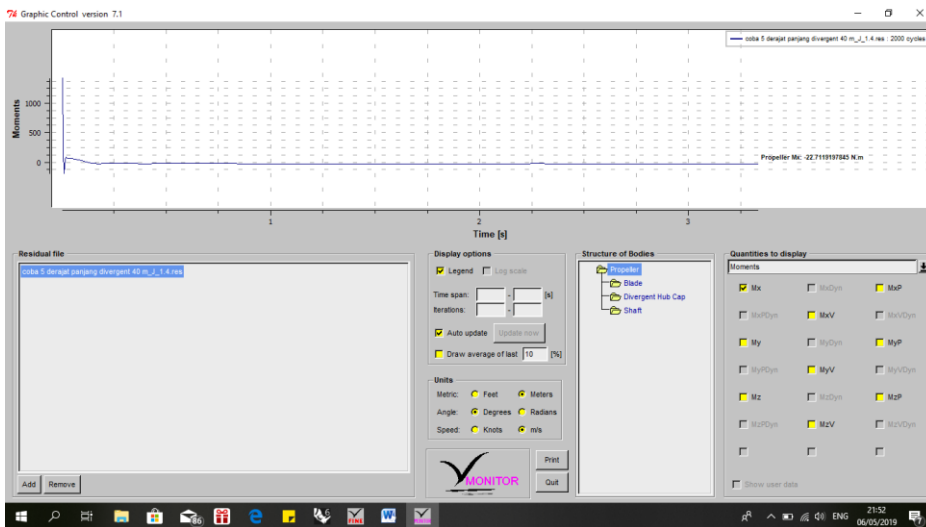 Graphic Control version 7.1
coba 5 derajat panjang divergent 40 m_J_1.4.res : 2000 cycles
Moments
1000
500
0
Propeller Mx: -22.7119197845 N.m
1
2
3
Time [s]
Residual file
coba 5 derajat panjang divergent 40 m_J_1.4.res
Add
Remove
Display options
Legend
Log scale
Time span:
-
[s]
Iterations:
-
Auto update
Update now
Draw average of last
10
[%]
Units
Metric:
Feet
Meters
Angle:
Degrees
Radians
Speed:
Knots
m/s
MONITOR
Print
Quit
Structure of Bodies
Propeller
Blade
Divergent Hub Cap
Shaft
Quantities to display
Moments
Mx
MxDyn
MxP
MxPDyn
MxV
MxVDyn
My
MyDyn
MyP
MyPDyn
MyV
MyVDyn
Mz
MzDyn
MzP
MzPDyn
MzV
MzVDyn
Show user data
86
FINE
ENG
21:52
06/05/2019